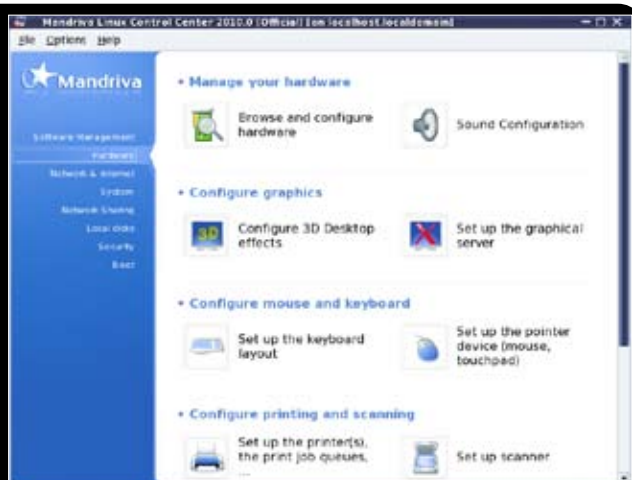 Mandriva Linux Control Center 2010.0 (Official) [on localhost.localdomain]
File Options Help
Mandriva
Software Management
Hardware
Network & Internet
System
Network Sharing
Local disks
Security
Boot
• Manage your hardware
Browse and configure
hardware
Sound Configuration
• Configure graphics
3D
Configure 3D Desktop
effects
Set up the graphical
server
• Configure mouse and keyboard
Set up the keyboard
layout
Set up the pointer
device (mouse,
touchpad)
• Configure printing and scanning
Set up the printer(s),
the print job queues,
...
Set up scanner